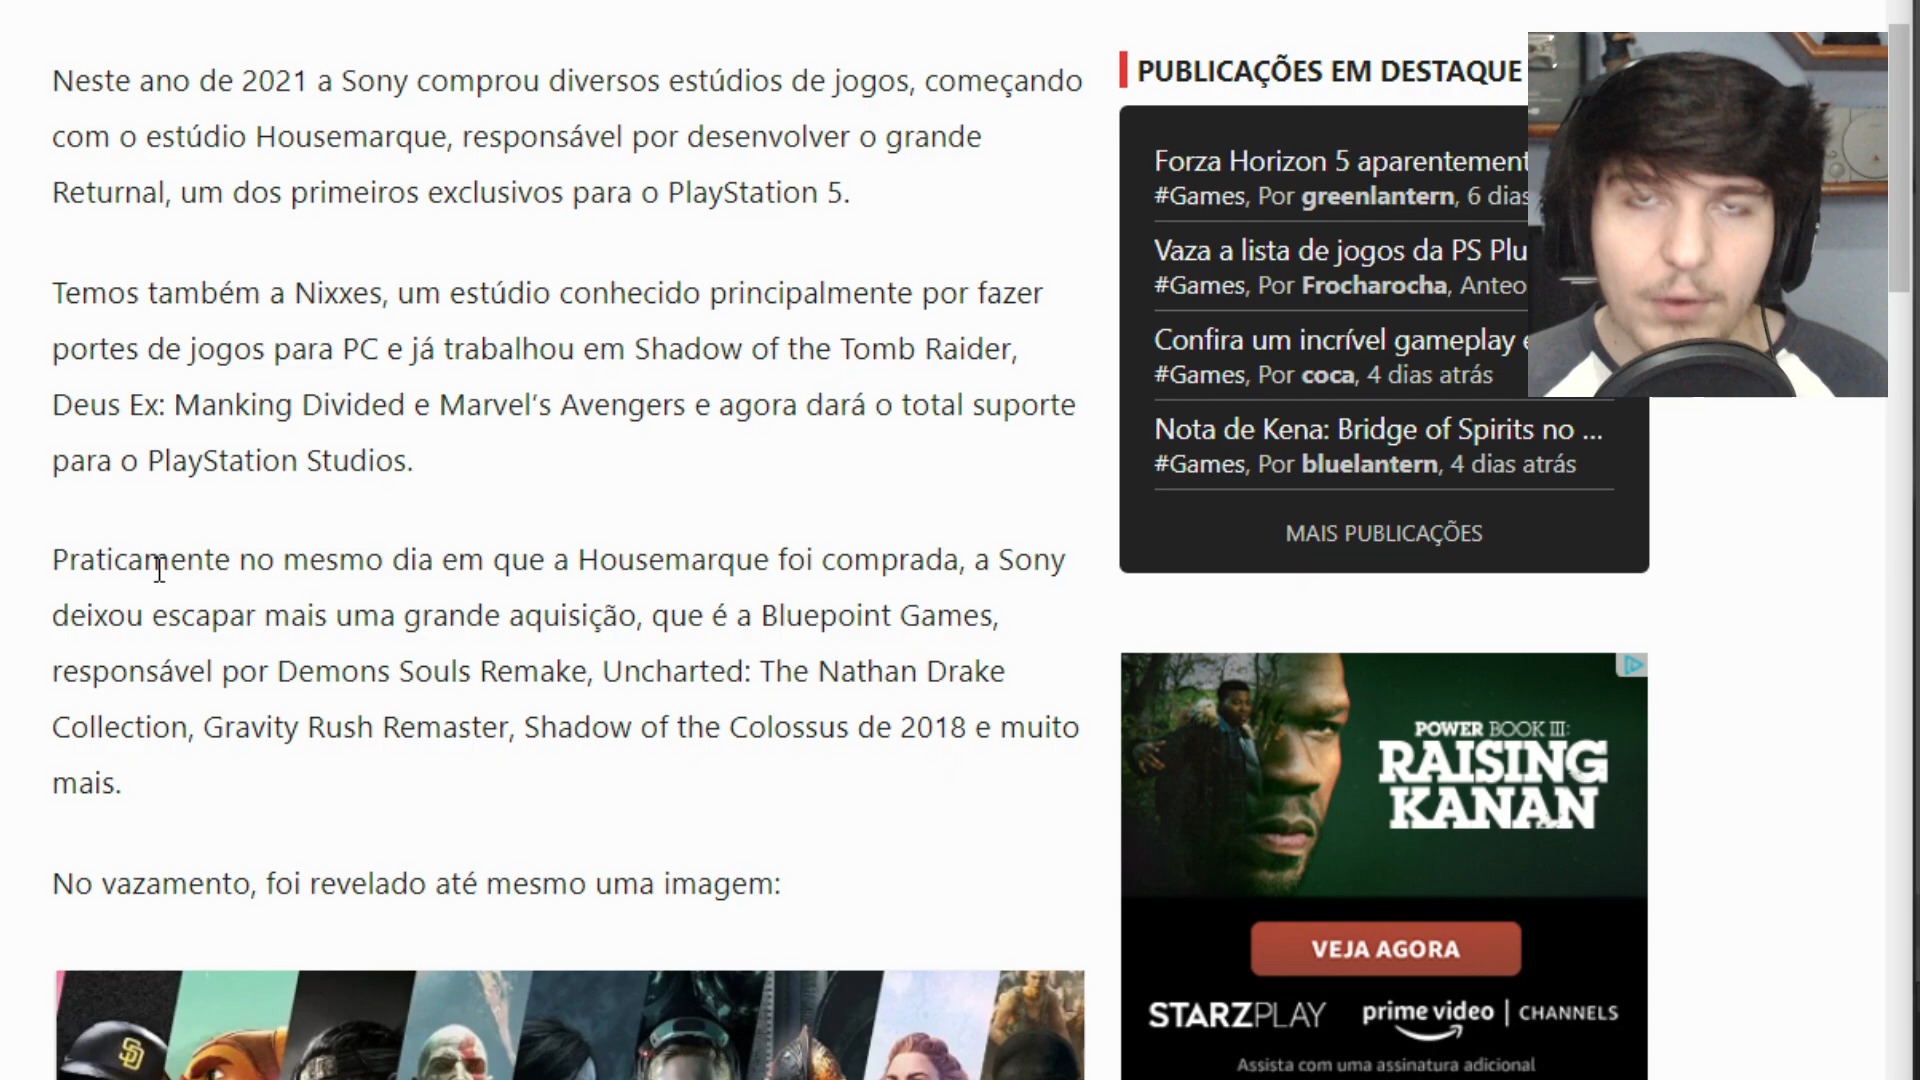 Neste ano de 2021 a Sony comprou diversos estúdios de jogos, começando
com o estúdio Housemarque, responsável por desenvolver o grande
Returnal, um dos primeiros exclusivos para o PlayStation 5.
Temos também a Nixxes, um estúdio conhecido principalmente por fazer
portes de jogos para PC e já trabalhou em Shadow of the Tomb Raider,
Deus Ex: Manking Divided e Marvel’s Avengers e agora dará o total suporte
para o PlayStation Studios.
Praticamente no mesmo dia em que a Housemarque foi comprada, a Sony
deixou escapar mais uma grande aquisição, que é a Bluepoint Games,
responsável por Demons Souls Remake, Uncharted: The Nathan Drake
Collection, Gravity Rush Remaster, Shadow of the Colossus de 2018 e muito
mais.
No vazamento, foi revelado até mesmo uma imagem:
PUBLICAÇÕES EM DESTAQUE
Forza Horizon 5 aparentement
#Games, Por greenlantern, 6 dias
Vaza a lista de jogos da PS Plu
#Games, Por Frocharocha, Anteo
Confira um incrível gameplay
#Games, Por coca, 4 dias atrás
Nota de Kena: Bridge of Spirits no ...
#Games, Por bluelantern, 4 dias atrás
MAIS PUBLICAÇÕES
POWER BOOK III:
RAISING
KANAN
VEJA AGORA
STARZPLAY prime video | CHANNELS
Assista com uma assinatura adicional
SD